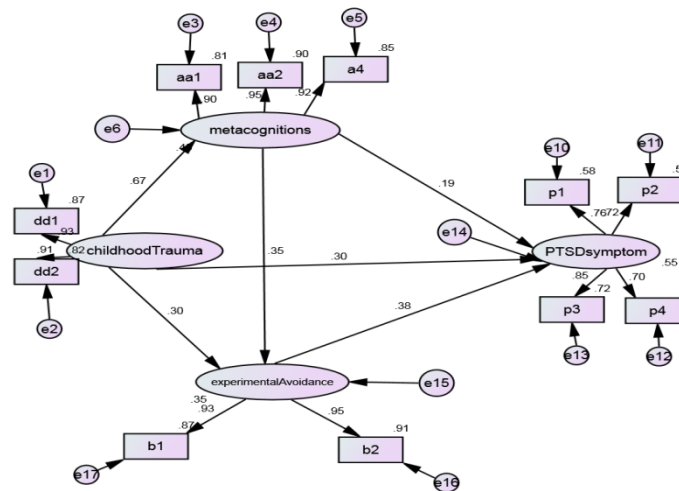 e3
e4
e5
.81
.90
.85
aa1
aa2
a4
.90
.95
.92
e6
metacognitions
e10
e11
.58
e1
.67
.19
p1
p2
.87
.76
.72
dd1
.93
e14
.91
.82
childhoodTrauma
.35
.30
PTSDsymptom
dd2
.55
.85
.70
.72
e2
.30
.38
p3
p4
e13
e12
experimentalAvoidance
e15
.35
.93
.95
.87
.91
b1
b2
e17
e16